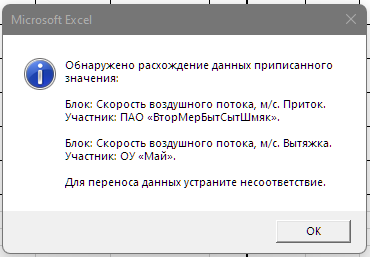 Microsoft Excel
Обнаружено расхождение данных приписанного
значения:
Блок: Скорость воздушного потока, м/с. Приток.
Участник: ПАО «ВторМерБытСытШмяк».
Блок: Скорость воздушного потока, м/с. Вытяжка.
Участник: ОУ «Май».
Для переноса данных устраните несоответствие.
OK